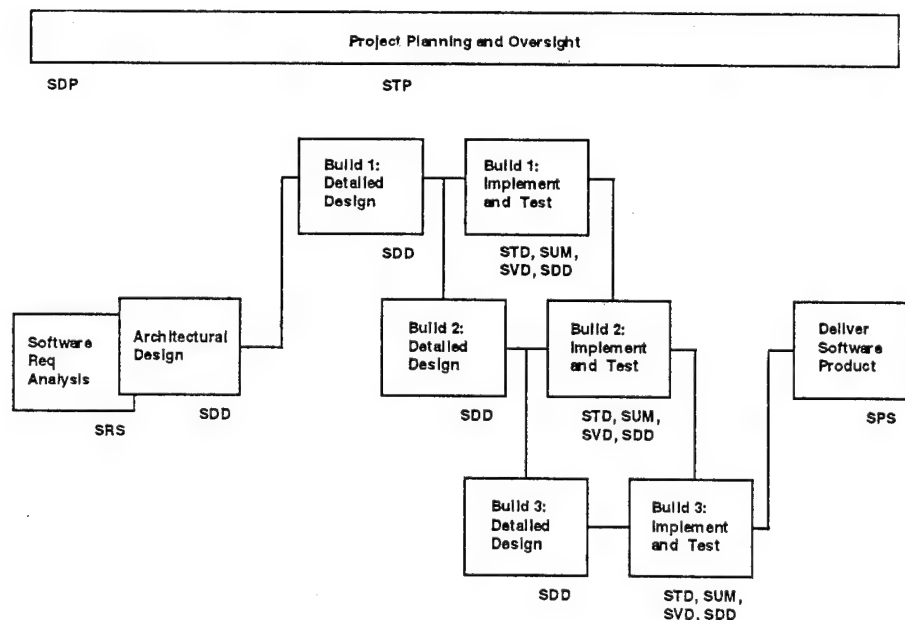 Project Planning and Oversight
SDP
STP
Build 1:
Detailed
Design
SDD
Build 1:
Implement
and Test
STD, SUM,
SVD, SDD
Software
Req
Analysis
SRS
Architectural
Design
SDD
Build 2:
Detailed
Design
SDD
Build 2:
Implement
and Test
STD, SUM,
SVD, SDD
Deliver
Software
Product
SPS
Build 3:
Detailed
Design
SDD
Build 3:
Implement
and Test
STD, SUM,
SVD, SDD